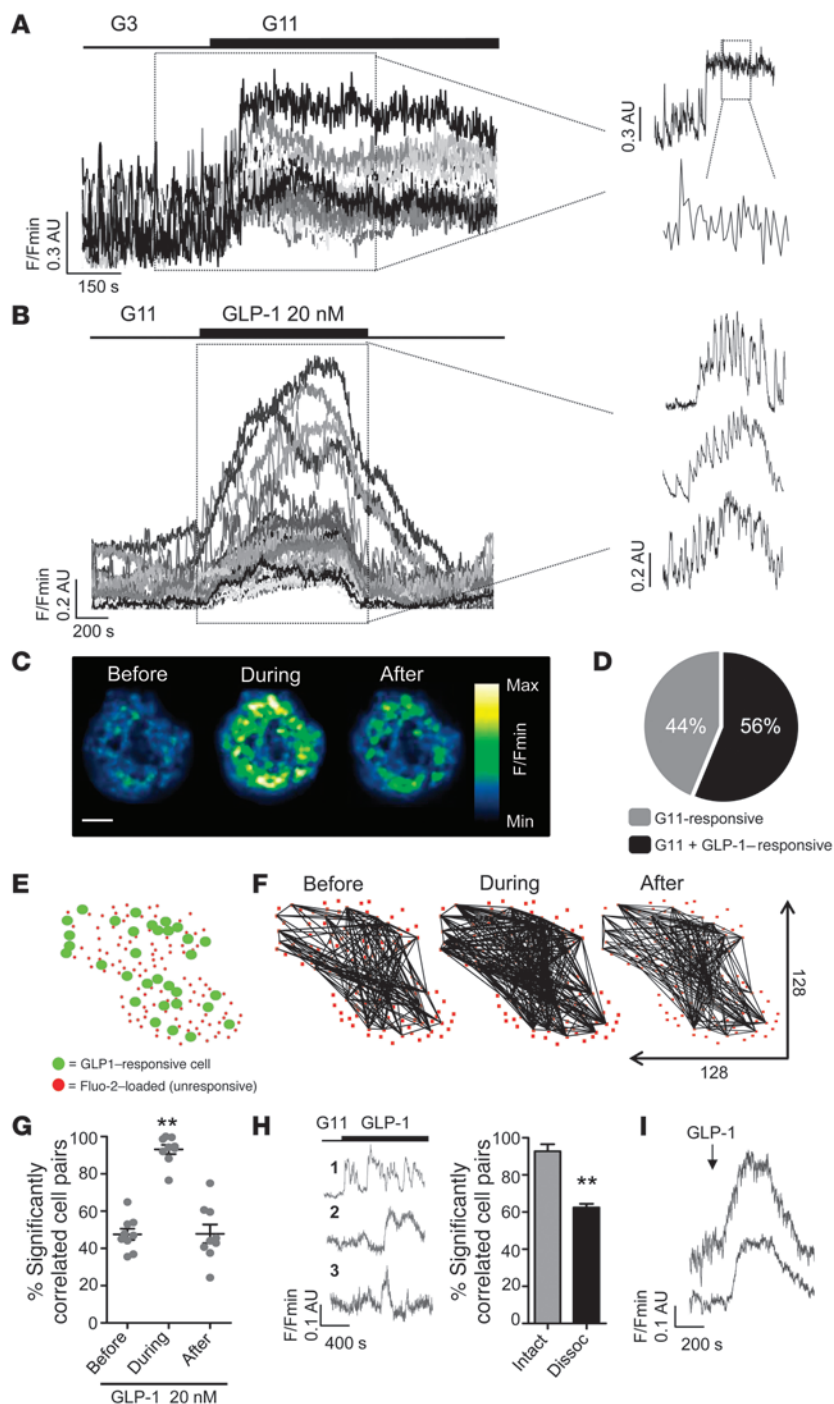 A
G3
G11
F/Fmin
0.3 AU
150 s
0.3 AU
B
G11
GLP-1 20 nM
F/Fmin
0.2 AU
200 s
0.2 AU
C
Before
During
After
Max
F/Fmin
Min
D
44%
56%
G11-responsive
G11 + GLP-1–responsive
E
= GLP1–responsive cell
= Fluo-2–loaded (unresponsive)
F
Before
During
After
128
128
G
% Significantly
correlated cell pairs
100
80
60
40
20
0
**
Before
During
After
GLP-1 20 nM
H
G11
GLP-1
1
2
3
F/Fmin
0.1 AU
400 s
% Significantly
correlated cell pairs
100
80
60
40
20
0
**
Intact
Dissoc
I
GLP-1
F/Fmin
0.1 AU
200 s